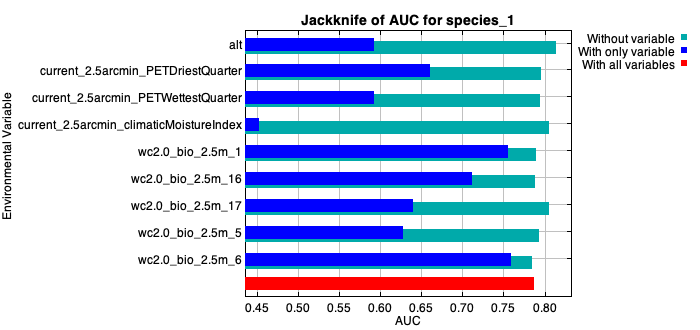 Jackknife of AUC for species_1
Environmental Variable
alt
current_2.5arcmin_PETDriestQuarter
current_2.5arcmin_PETWettestQuarter
current_2.5arcmin_climaticMoistureIndex
wc2.0_bio_2.5m_1
wc2.0_bio_2.5m_16
wc2.0_bio_2.5m_17
wc2.0_bio_2.5m_5
wc2.0_bio_2.5m_6
0.45 0.50 0.55 0.60 0.65 0.70 0.75 0.80
AUC
Without variable
With only variable
With all variables